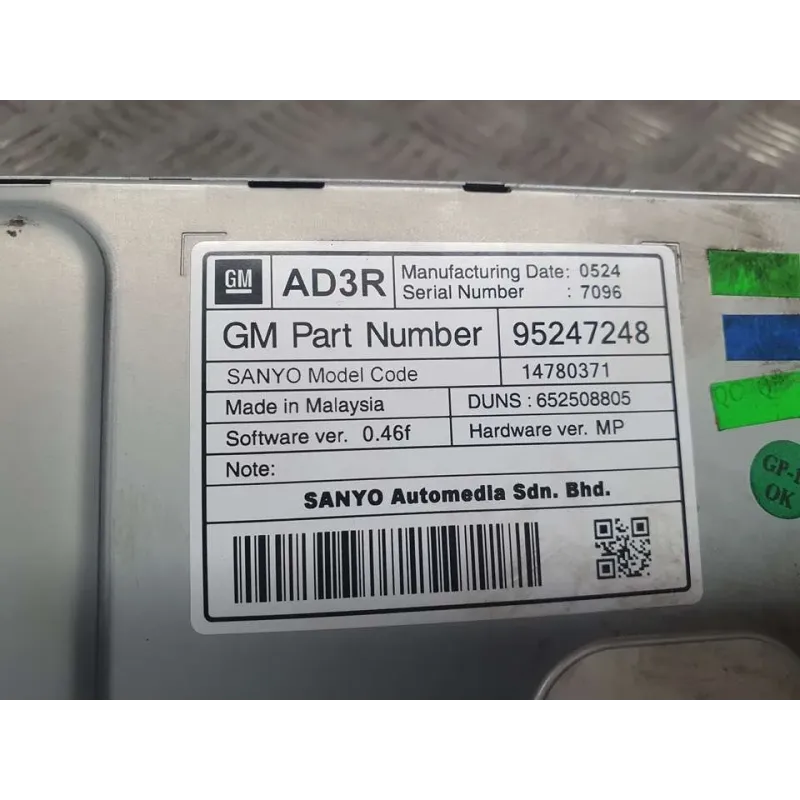 GM AD3R Manufacturing Date: 0524
Serial Number : 7096
GM Part Number 95247248
SANYO Model Code 14780371
Made in Malaysia DUNS : 652508805
Software ver. 0.46f Hardware ver. MP
Note:
SANYO Automedia Sdn. Bhd.
OK